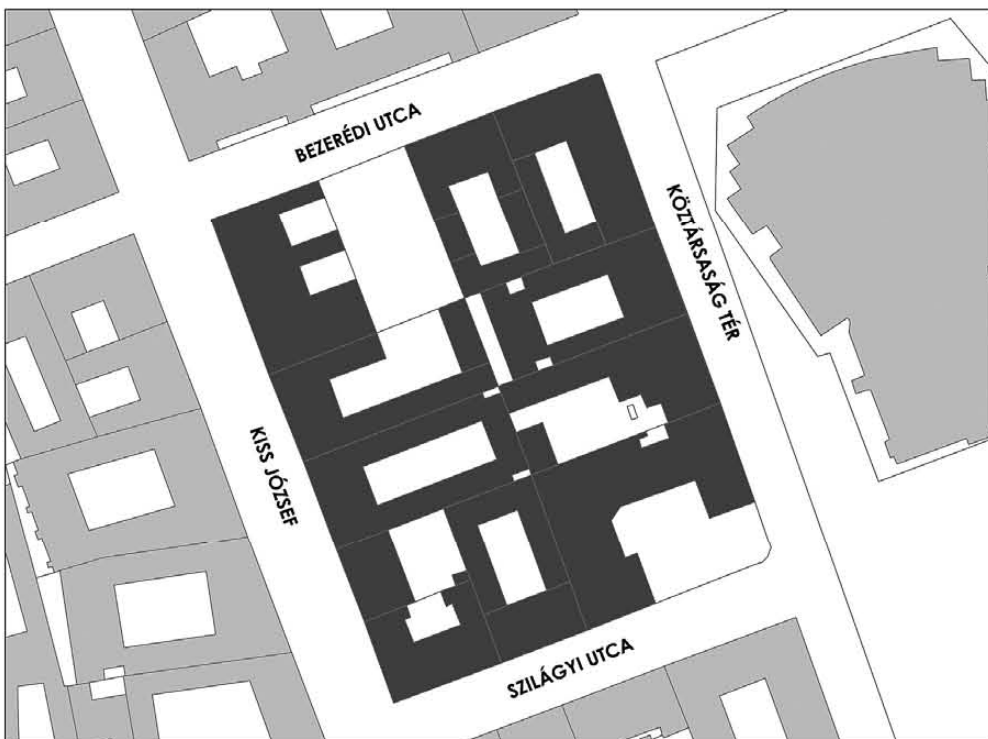 BEZERÉDI UTCA
KÖZTÁRSASÁG TÉR
KISS JÓZSEF
SZILÁGYI UTCA